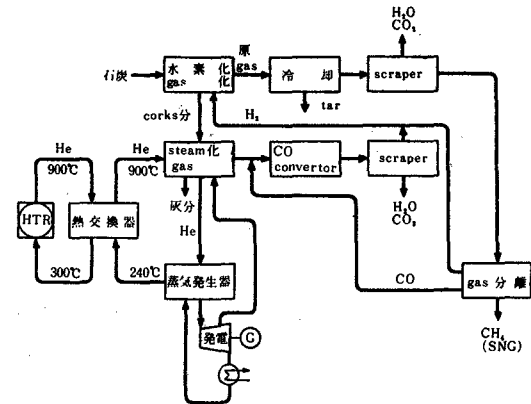 H₂O
CO₂
石炭
水素化
gas 化
原
gas
冷却
scraper
tar
corks分
H₂
He
900℃
He
900℃
steam化
gas
CO
convertor
scraper
H₂O
CO₂
HTR
熱交換器
灰分
He
300℃
240℃
蒸気発生器
CO
gas分離
発電
G
CH₄
(SNG)